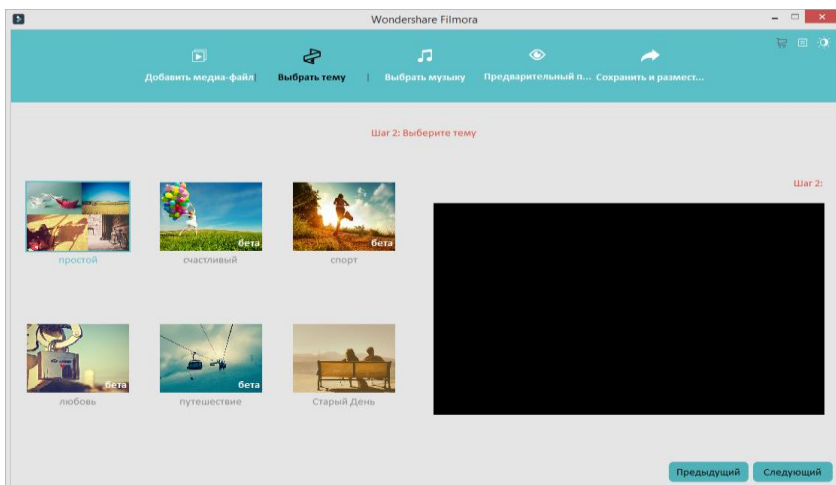 Wondershare Filmora
Добавить медиа-файл
Выбрать тему
Выбрать музыку
Предварительный п...
Сохранить и размест...
Шаг 2: Выберите тему
Шаг 2:
бета
бета
простой
счастливый
спорт
бета
бета
любовь
путешествие
Старый День
Предыдущий
Следующий